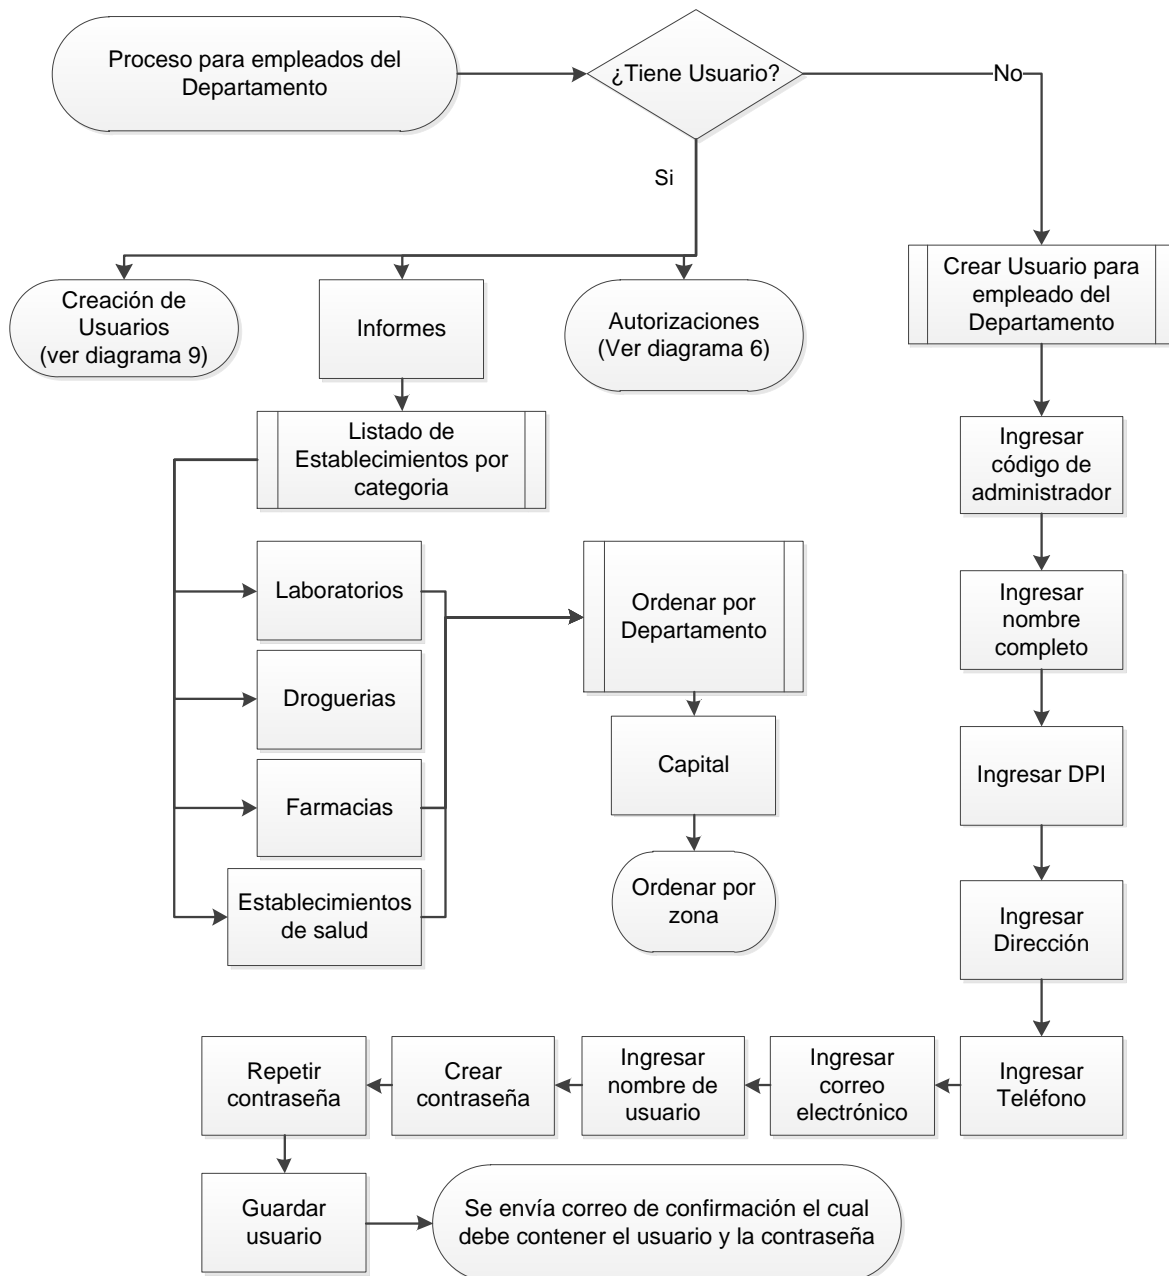 Proceso para empleados del
Departamento
¿Tiene Usuario?
No
Si
Creación de
Usuarios
(ver diagrama 9)
Informes
Autorizaciones
(Ver diagrama 6)
Crear Usuario para
empleado del
Departamento
Listado de
Establecimientos por
categoria
Ingresar
código de
administrador
Laboratorios
Ordenar por
Departamento
Ingresar
nombre
completo
Droguerias
Capital
Ingresar DPI
Farmacias
Ordenar por
zona
Establecimientos
de salud
Ingresar
Dirección
Repetir
contraseña
Crear
contraseña
Ingresar
nombre de
usuario
Ingresar
correo
electrónico
Ingresar
Teléfono
Guardar
usuario
Se envía correo de confirmación el cual
debe contener el usuario y la contraseña